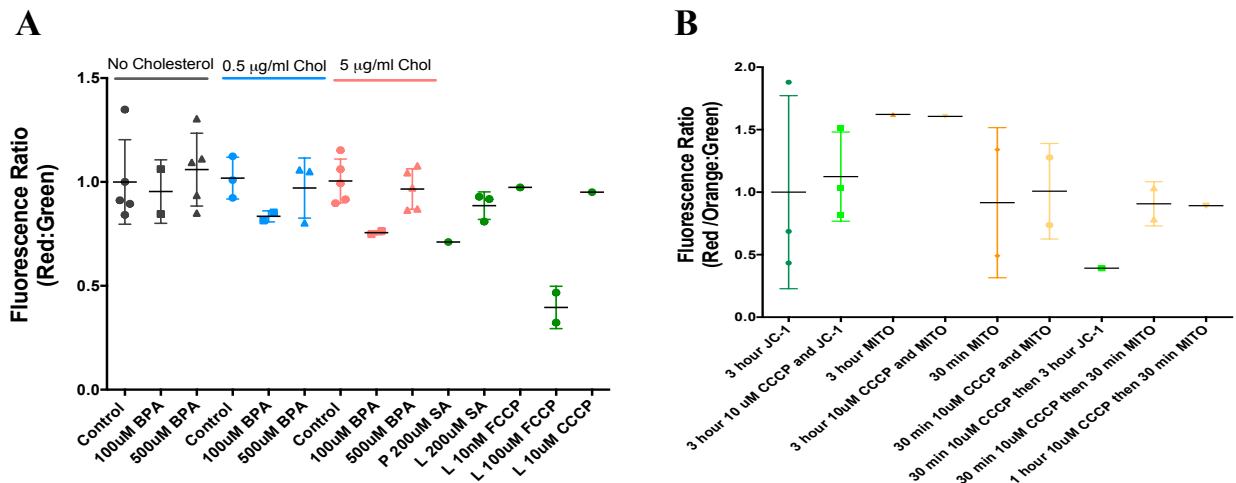 A
No Cholesterol
0.5 μg/ml Chol
5 μg/ml Chol
Fluorescence Ratio
(Red:Green)
1.5
1.0
0.5
0.0
Control
100uM BPA
500uM BPA
Control
100uM BPA
500uM BPA
Control
100uM BPA
500uM BPA
P 200uM SA
L 200uM SA
L 10nM FCCP
L 100uM FCCP
L 10uM CCCP
B
Fluorescence Ratio
(Red /Orange:Green)
2.0
1.5
1.0
0.5
0.0
3 hour JC-1
3 hour 10 uM CCCP and JC-1
3 hour MITO
3 hour 10uM CCCP and MITO
30 min MITO
30 min 10uM CCCP and MITO
30 min 10uM CCCP then 3 hour JC-1
30 min 10uM CCCP then 30 min MITO
1 hour 10uM CCCP then 30 min MITO